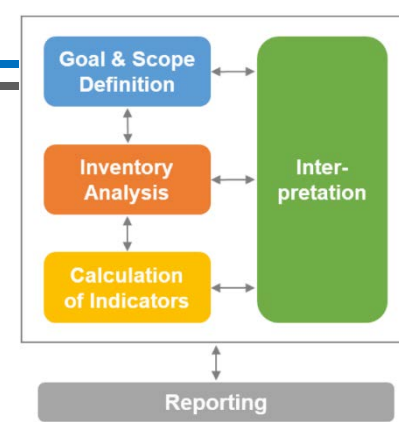 Goal & Scope
Definition
Inventory
Analysis
Inter-
pretation
Calculation
of Indicators
Reporting